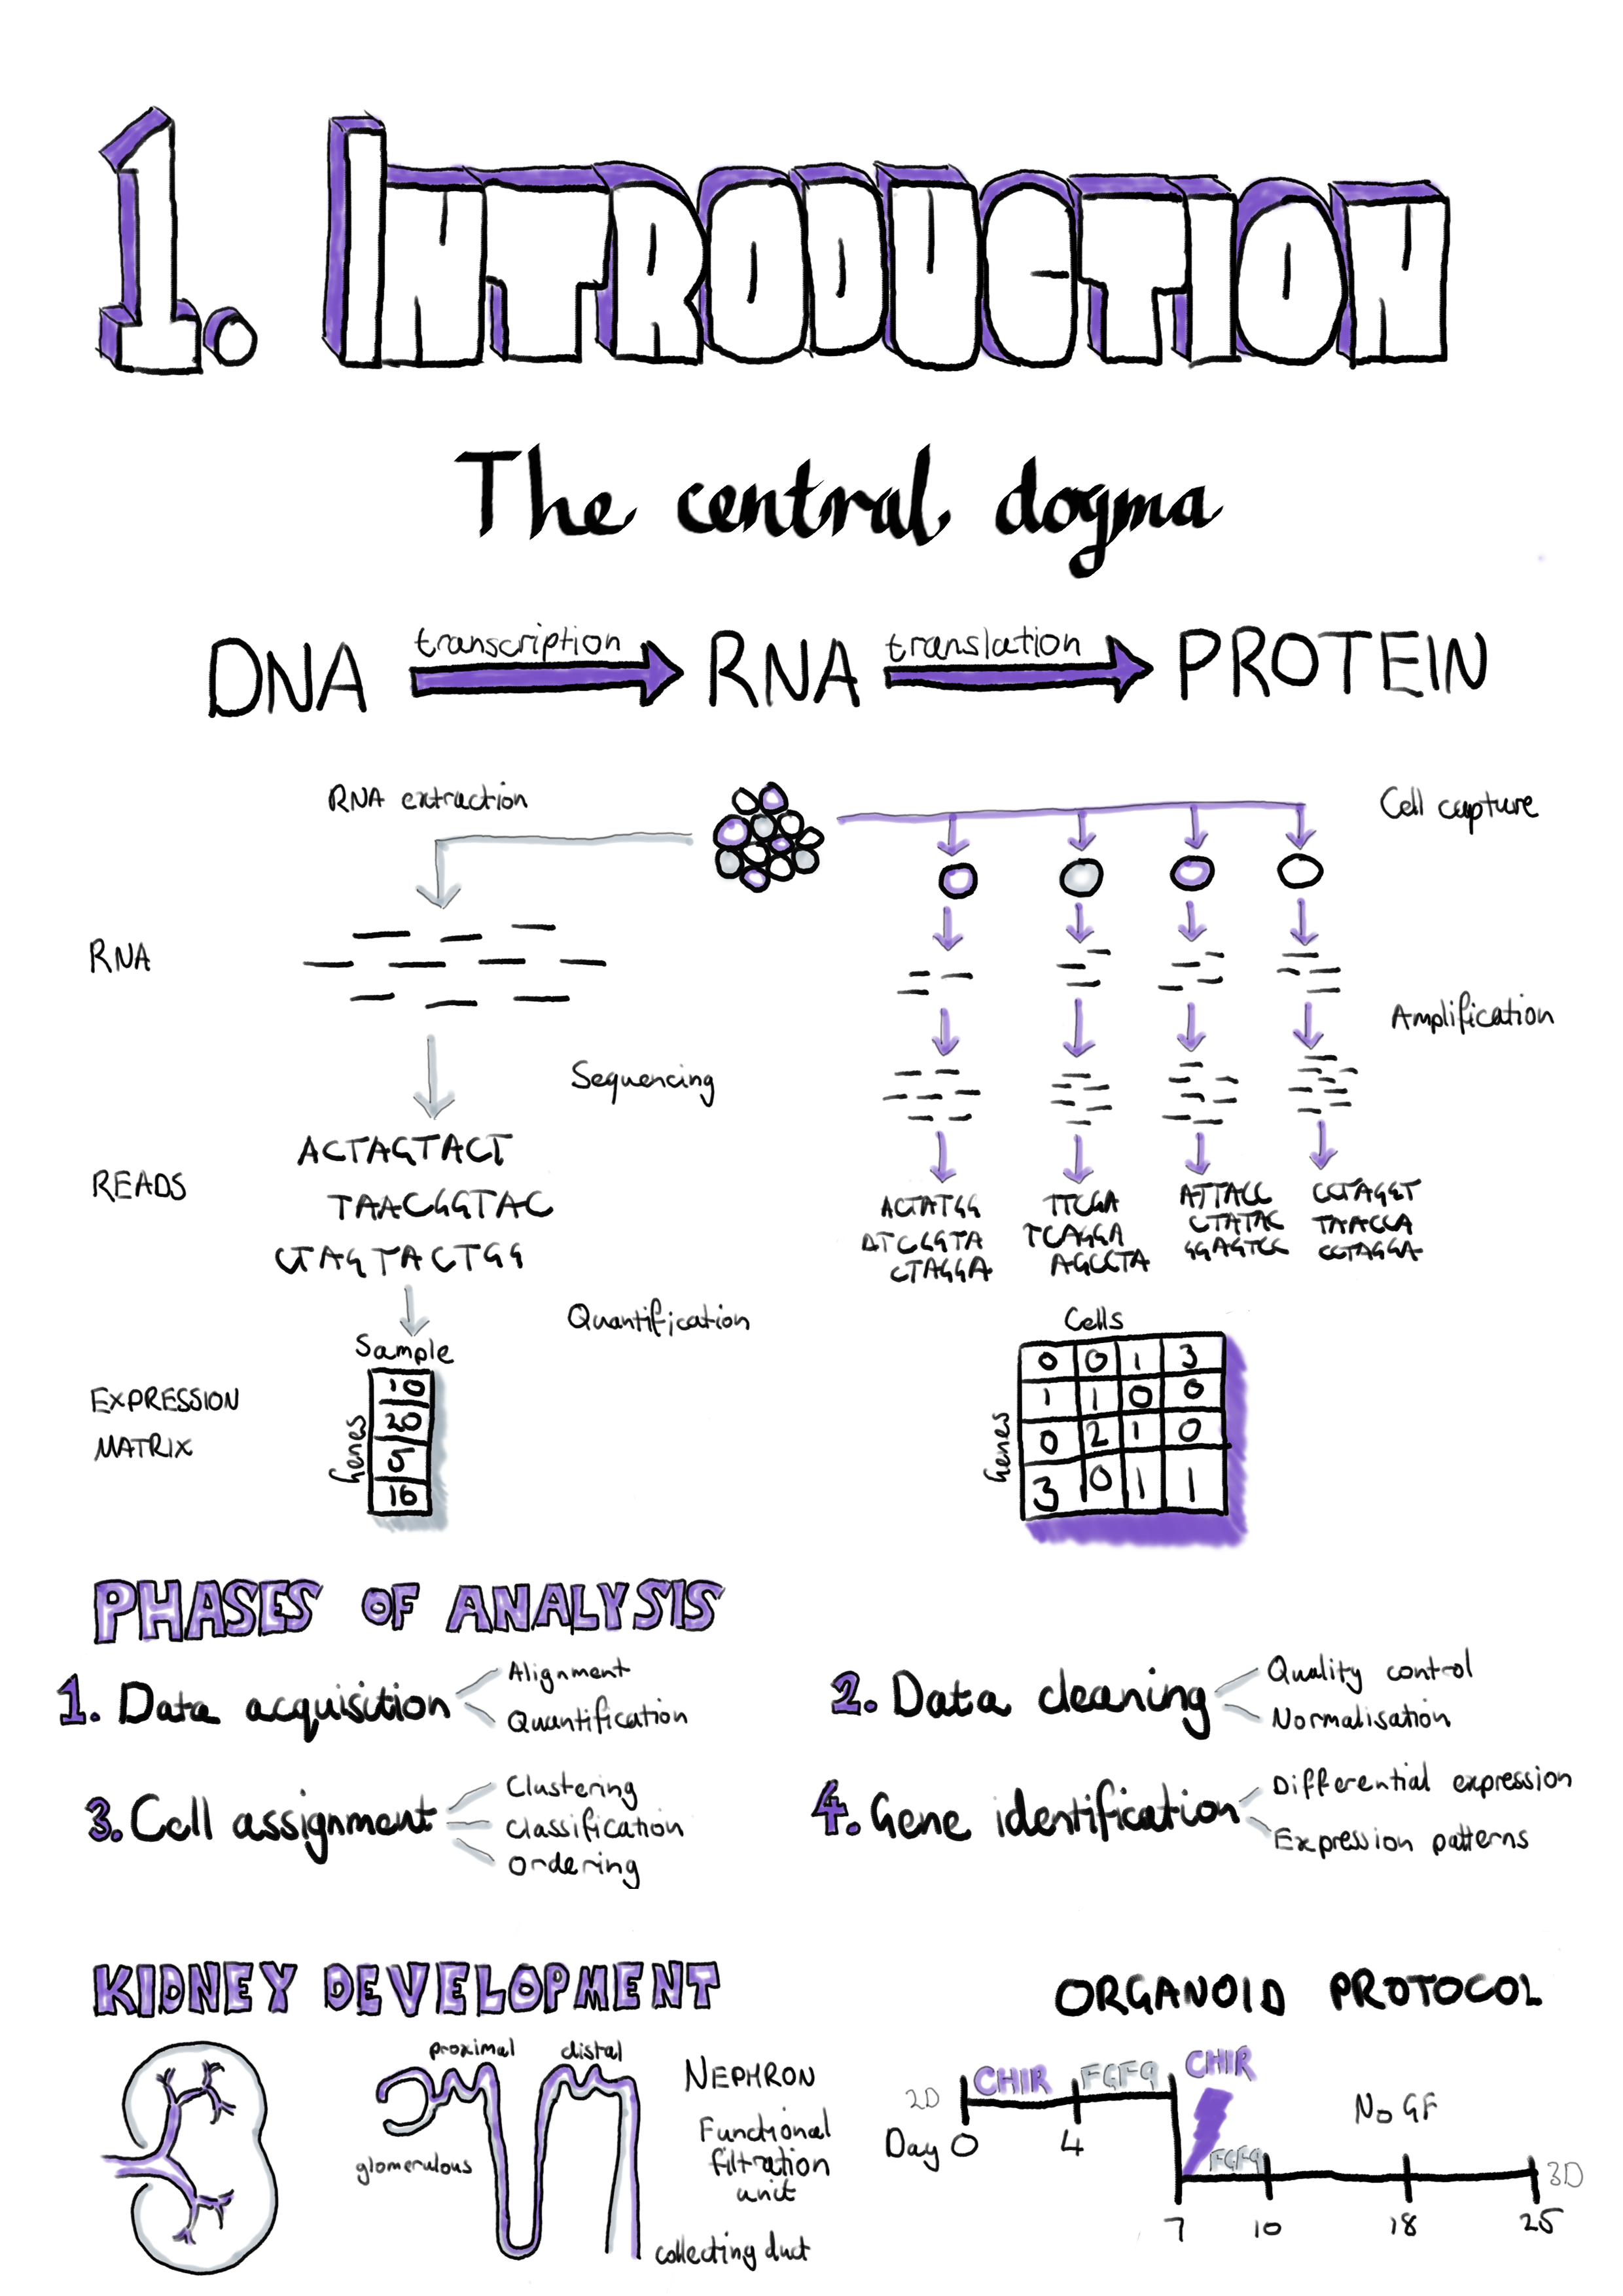 1. INTRODUCTION
The central dogma
DNA transcription RNA translation PROTEIN
RNA extraction
Cell capture
RNA
Amplification
Sequencing
READS
ACTAGTACT
TAACGGTAC
CTAGTACTGG
ACTATGG
ATCGGTA
CTAGGA
TTCGA
TCAGGA
AGCCTA
ATTACC
CTATAC
GGAGTCC
CCTAGGT
TAACCA
CCTAGGA
Quantification
Sample
Cells
EXPRESSION
MATRIX
Genes
10
20
5
16
Genes
0 0 1 3
1 1 0 0
0 2 1 0
3 0 1 1
PHASES OF ANALYSIS
1. Data acquisition
Alignment
Quantification
2. Data cleaning
Quality control
Normalisation
3. Cell assignment
Clustering
Classification
Ordering
4. Gene identification
Differential expression
Expression patterns
KIDNEY DEVELOPMENT
proximal distal
glomerulous
NEPHRON
Functional
filtration
unit
collecting duct
ORGANOID PROTOCOL
2D CHIR FGF9 CHIR
No GF
Day 0 4
FGF9 3D
7 10 18 25